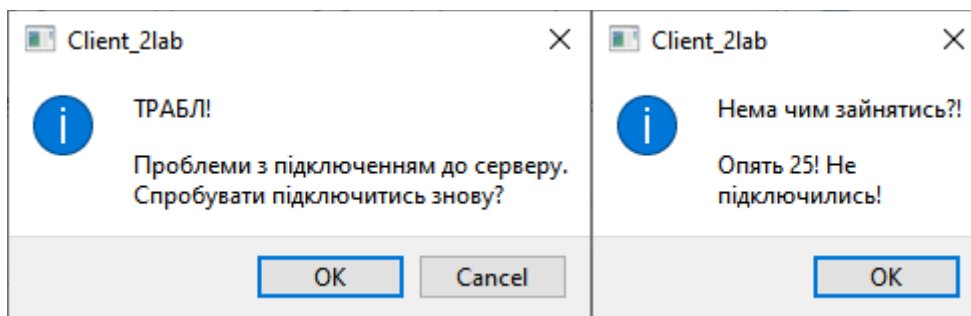 Client_2lab
ТРАБЛ!
Проблеми з підключенням до серверу.
Спробувати підключитись знову?
OK
Cancel
Client_2lab
Нема чим зайнятись?!
Опять 25! Не
підключились!
OK